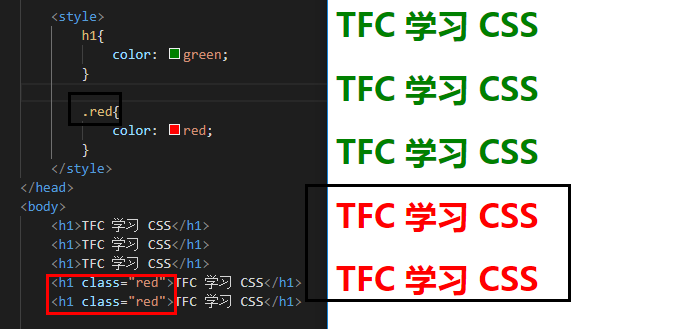 <style>
h1{
color: green;
}
.red{
color: red;
}
</style>
</head>
<body>
<h1>TFC 学习 CSS</h1>
<h1>TFC 学习 CSS</h1>
<h1>TFC 学习 CSS</h1>
<h1 class="red">TFC 学习 CSS</h1>
<h1 class="red">TFC 学习 CSS</h1>
TFC 学习 CSS
TFC 学习 CSS
TFC 学习 CSS
TFC 学习 CSS
TFC 学习 CSS